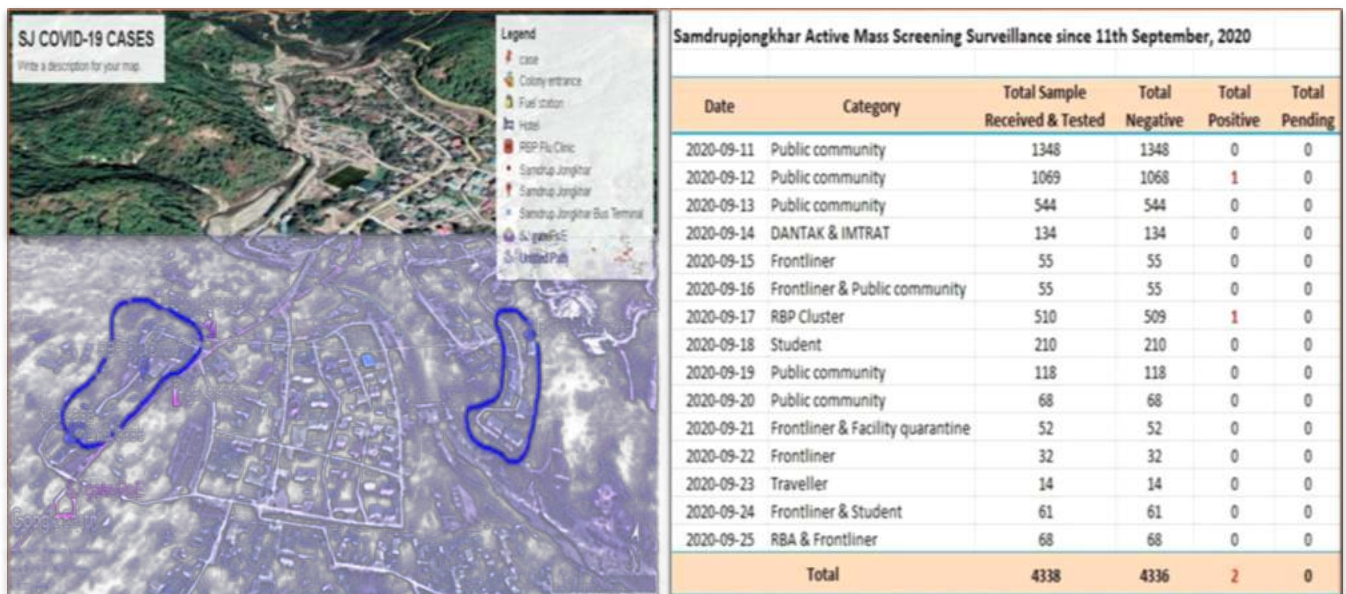 SJ COVID-19 CASES
Write a description for your map.
Legend
case
Colony entrance
Fuel station
Hotel
RBP Flu Clinic
Samdrup Jongkhar
Samdrup Jongkhar
Samdrup Jongkhar Bus Terminal
Untitled Path
Samdrupjongkhar Active Mass Screening Surveillance since 11th September, 2020
Date Category Total Sample Received & Tested Total Negative Total Positive Total Pending
2020-09-11 Public community 1348 1348 0 0
2020-09-12 Public community 1069 1068 1 0
2020-09-13 Public community 544 544 0 0
2020-09-14 DANTAK & IMTRAT 134 134 0 0
2020-09-15 Frontliner 55 55 0 0
2020-09-16 Frontliner & Public community 55 55 0 0
2020-09-17 RBP Cluster 510 509 1 0
2020-09-18 Student 210 210 0 0
2020-09-19 Public community 118 118 0 0
2020-09-20 Public community 68 68 0 0
2020-09-21 Frontliner & Facility quarantine 52 52 0 0
2020-09-22 Frontliner 32 32 0 0
2020-09-23 Traveller 14 14 0 0
2020-09-24 Frontliner & Student 61 61 0 0
2020-09-25 RBA & Frontliner 68 68 0 0
Total 4338 4336 2 0